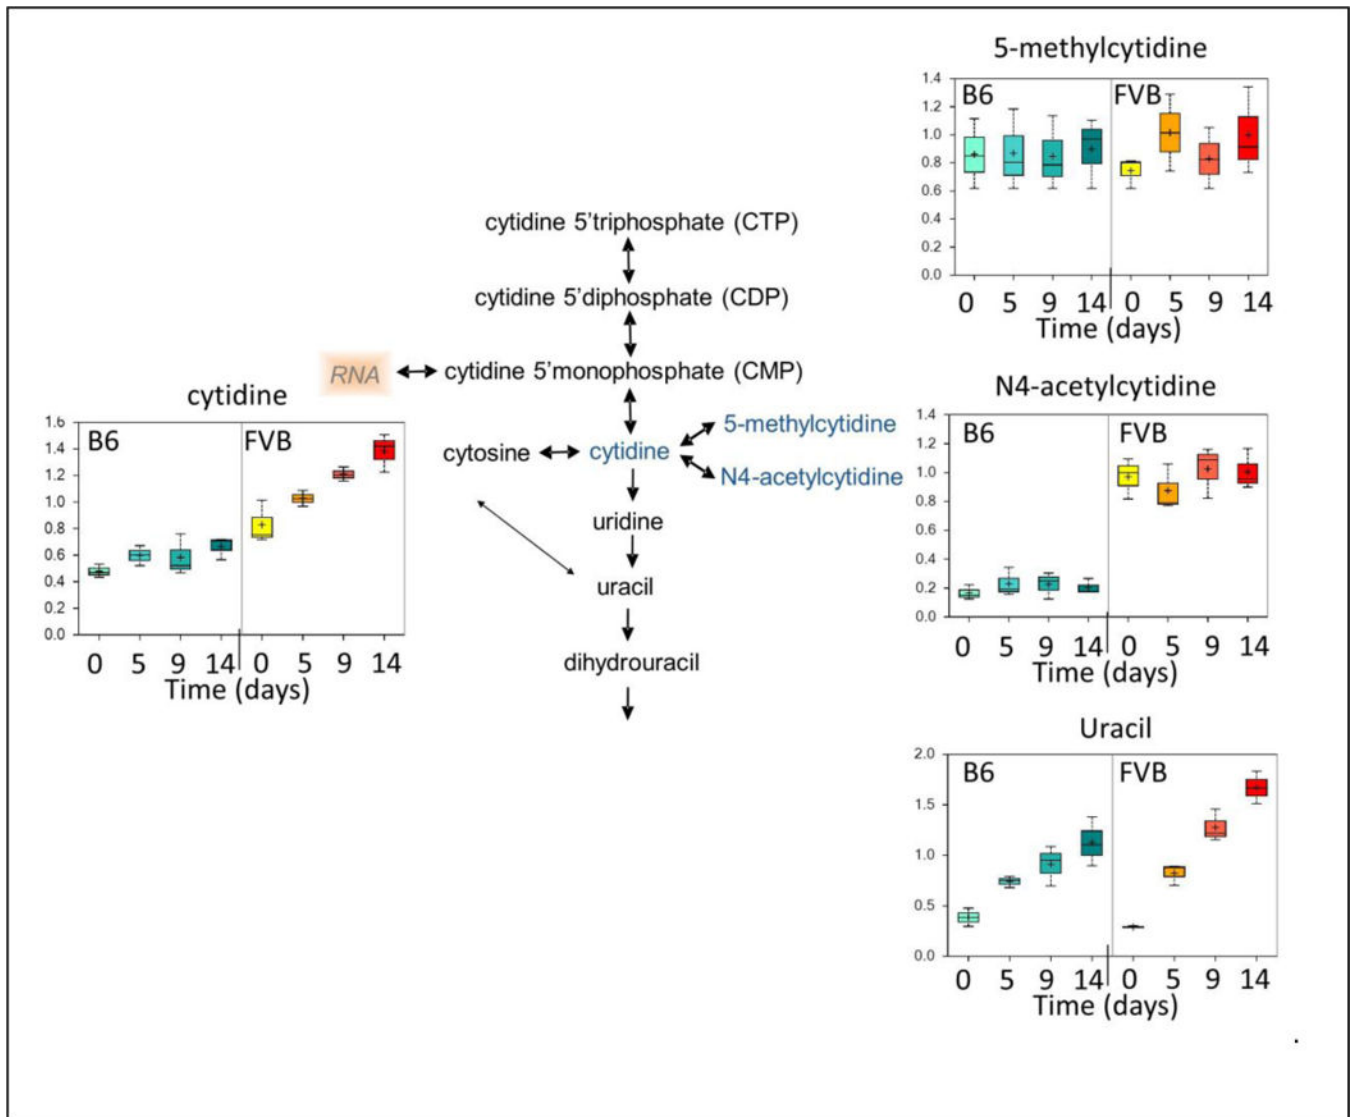 5-methylcytidine
1.4
1.2
1.0
0.8
0.6
0.4
0.2
0.0
B6 FVB
0 5 9 14 0 5 9 14
Time (days)
cytidine 5'triphosphate (CTP)
cytidine 5'diphosphate (CDP)
RNA cytidine 5'monophosphate (CMP)
cytosine cytidine 5-methylcytidine
N4-acetylcytidine
uridine
uracil
dihydrouracil
cytidine
1.6
1.4
1.2
1.0
0.8
0.6
0.4
0.2
0.0
B6 FVB
0 5 9 14 0 5 9 14
Time (days)
N4-acetylcytidine
1.4
1.2
1.0
0.8
0.6
0.4
0.2
0.0
B6 FVB
0 5 9 14 0 5 9 14
Time (days)
Uracil
2.0
1.5
1.0
0.5
0.0
B6 FVB
0 5 9 14 0 5 9 14
Time (days)
.